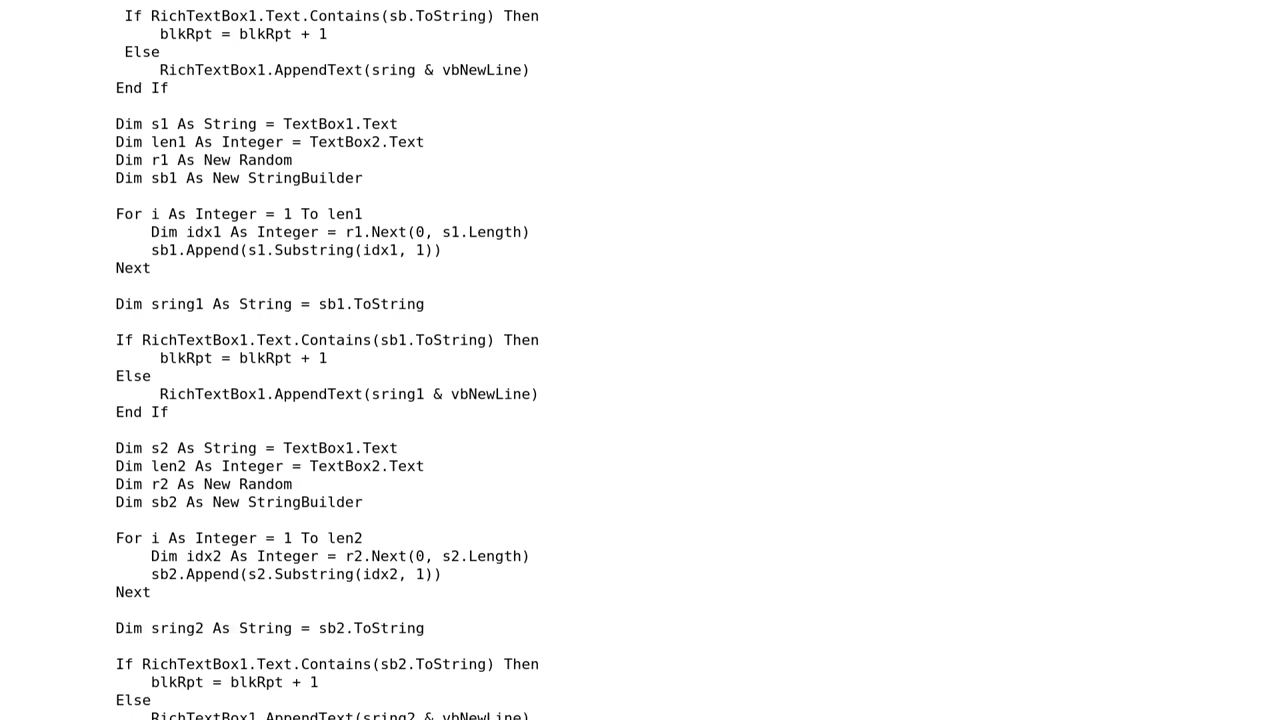 If RichTextBox1.Text.Contains(sb.ToString) Then
blkRpt = blkRpt + 1
Else
RichTextBox1.AppendText(sring & vbNewLine)
End If
Dim s1 As String = TextBox1.Text
Dim len1 As Integer = TextBox2.Text
Dim r1 As New Random
Dim sb1 As New StringBuilder
For i As Integer = 1 To len1
Dim idx1 As Integer = r1.Next(0, s1.Length)
sb1.Append(s1.Substring(idx1, 1))
Next
Dim sring1 As String = sb1.ToString
If RichTextBox1.Text.Contains(sb1.ToString) Then
blkRpt = blkRpt + 1
Else
RichTextBox1.AppendText(sring1 & vbNewLine)
End If
Dim s2 As String = TextBox1.Text
Dim len2 As Integer = TextBox2.Text
Dim r2 As New Random
Dim sb2 As New StringBuilder
For i As Integer = 1 To len2
Dim idx2 As Integer = r2.Next(0, s2.Length)
sb2.Append(s2.Substring(idx2, 1))
Next
Dim sring2 As String = sb2.ToString
If RichTextBox1.Text.Contains(sb2.ToString) Then
blkRpt = blkRpt + 1
Else
RichTextBox1.AppendText(sring2 & vbNewLine)